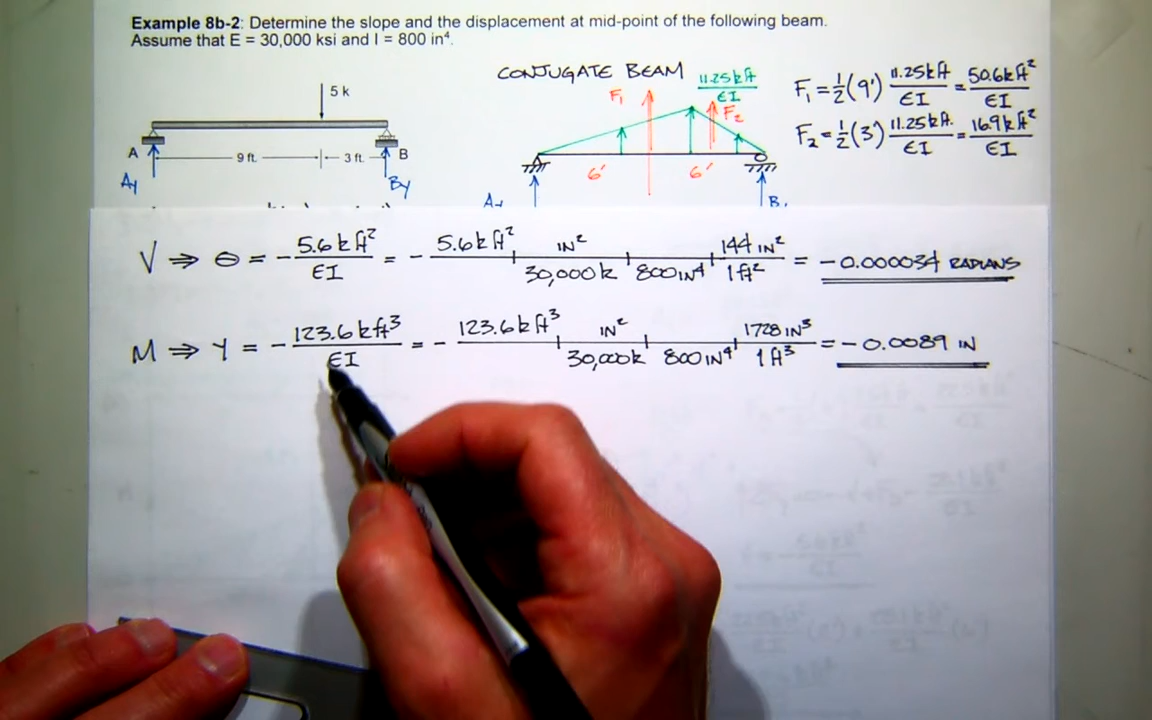 Example 8b-2: Determine the slope and the displacement at mid-point of the following beam.
Assume that E = 30,000 ksi and I = 800 in⁴.
5 k
A
9 ft.
3 ft.
B
Ay
By
CONJUGATE BEAM
11.25kft/EI
F₁
F₂
6'
6'
F₁ = ½(9') 11.25kft/EI = 50.6kft²/EI
F₂ = ½(3') 11.25kft./EI = 16.9kft²/EI
V ⇒ θ = - 5.6kft²/EI = - 5.6kft² | IN²/30,000k | 800IN⁴ | 144 IN²/1ft² = -0.000034 RADIANS
M ⇒ Y = - 123.6kft³/EI = - 123.6kft³ | IN²/30,000k | 800IN⁴ | 1728 IN³/1ft³ = -0.0089 IN